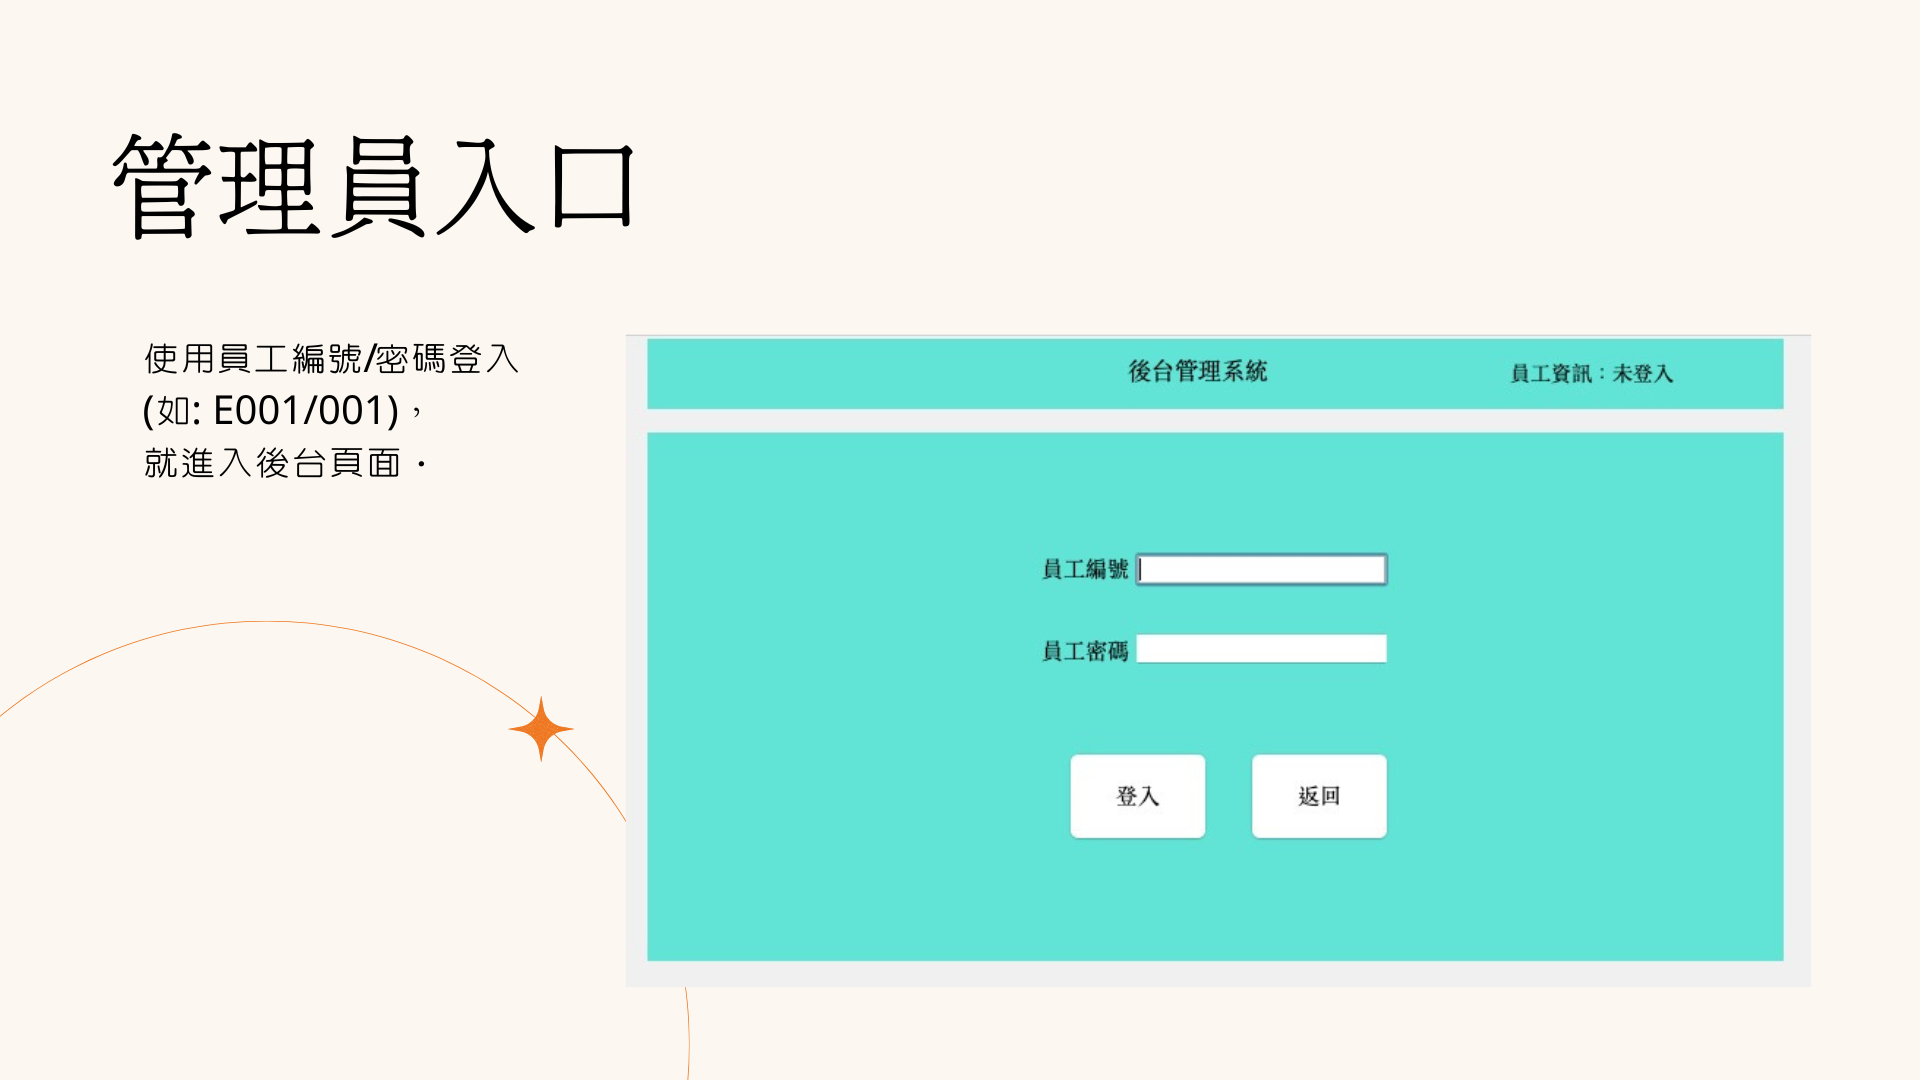 管理員入口
使用員工編號/密碼登入
(如: E001/001)，
就進入後台頁面．
後台管理系統
員工資訊：未登入
員工編號
員工密碼
登入
返回